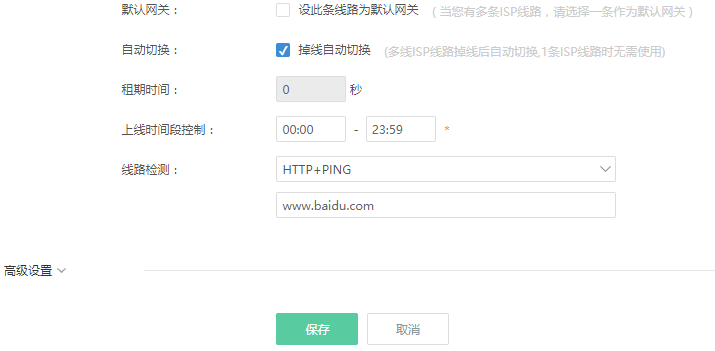 默认网关： 设此条线路为默认网关 ( 当您有多条ISP线路，请选择一条作为默认网关 )
自动切换： 掉线自动切换 (多线ISP线路掉线后自动切换,1条ISP线路时无需使用)
租期时间： 0 秒
上线时间段控制： 00:00 - 23:59 *
线路检测： HTTP+PING
www.baidu.com
高级设置
保存 取消